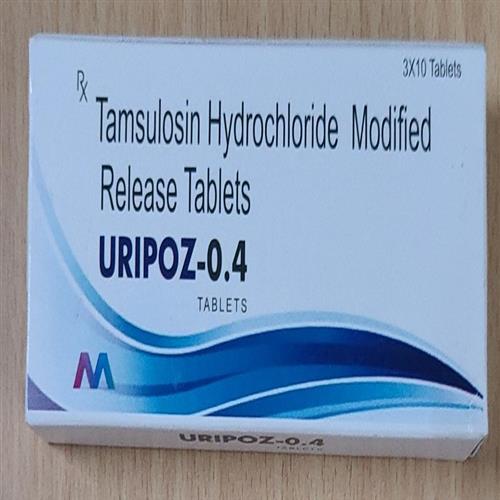 3X10 Tablets
Rx
Tamsulosin Hydrochloride Modified
Release Tablets
URIPOZ-0.4
TABLETS
M
URIPOZ-0.4